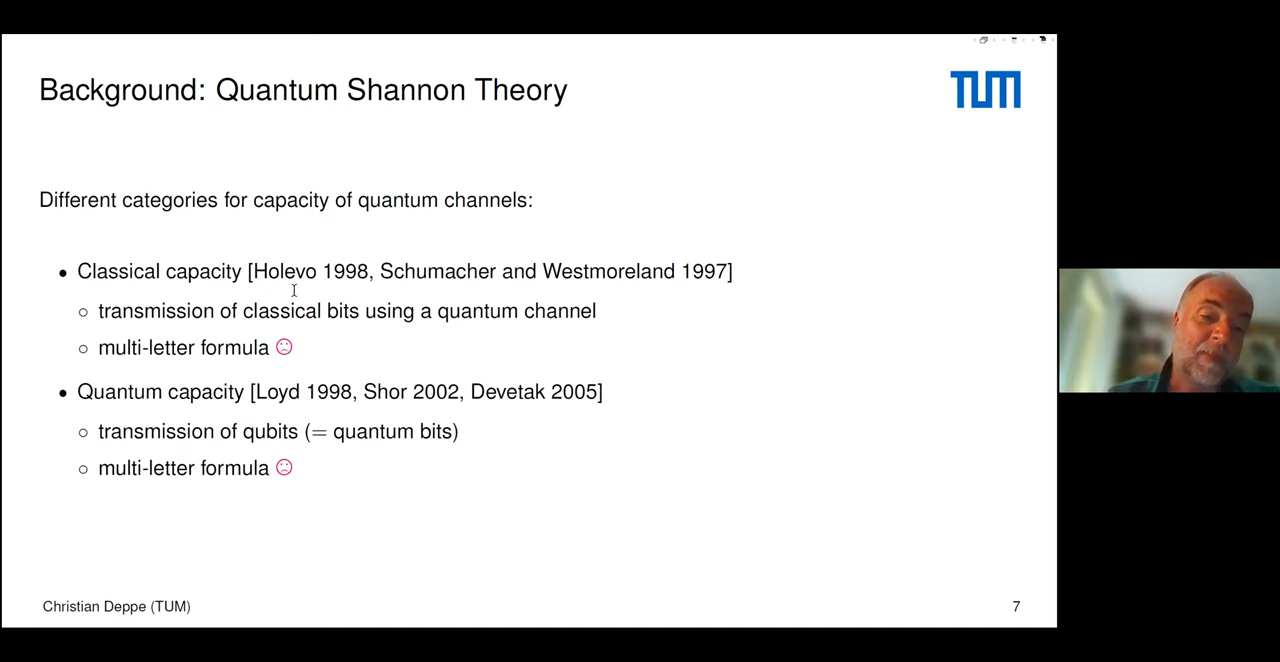 Background: Quantum Shannon Theory
TUM
Different categories for capacity of quantum channels:
• Classical capacity [Holevo 1998, Schumacher and Westmoreland 1997]
○ transmission of classical bits using a quantum channel
○ multi-letter formula ☹
• Quantum capacity [Loyd 1998, Shor 2002, Devetak 2005]
○ transmission of qubits (= quantum bits)
○ multi-letter formula ☹
Christian Deppe (TUM)
7